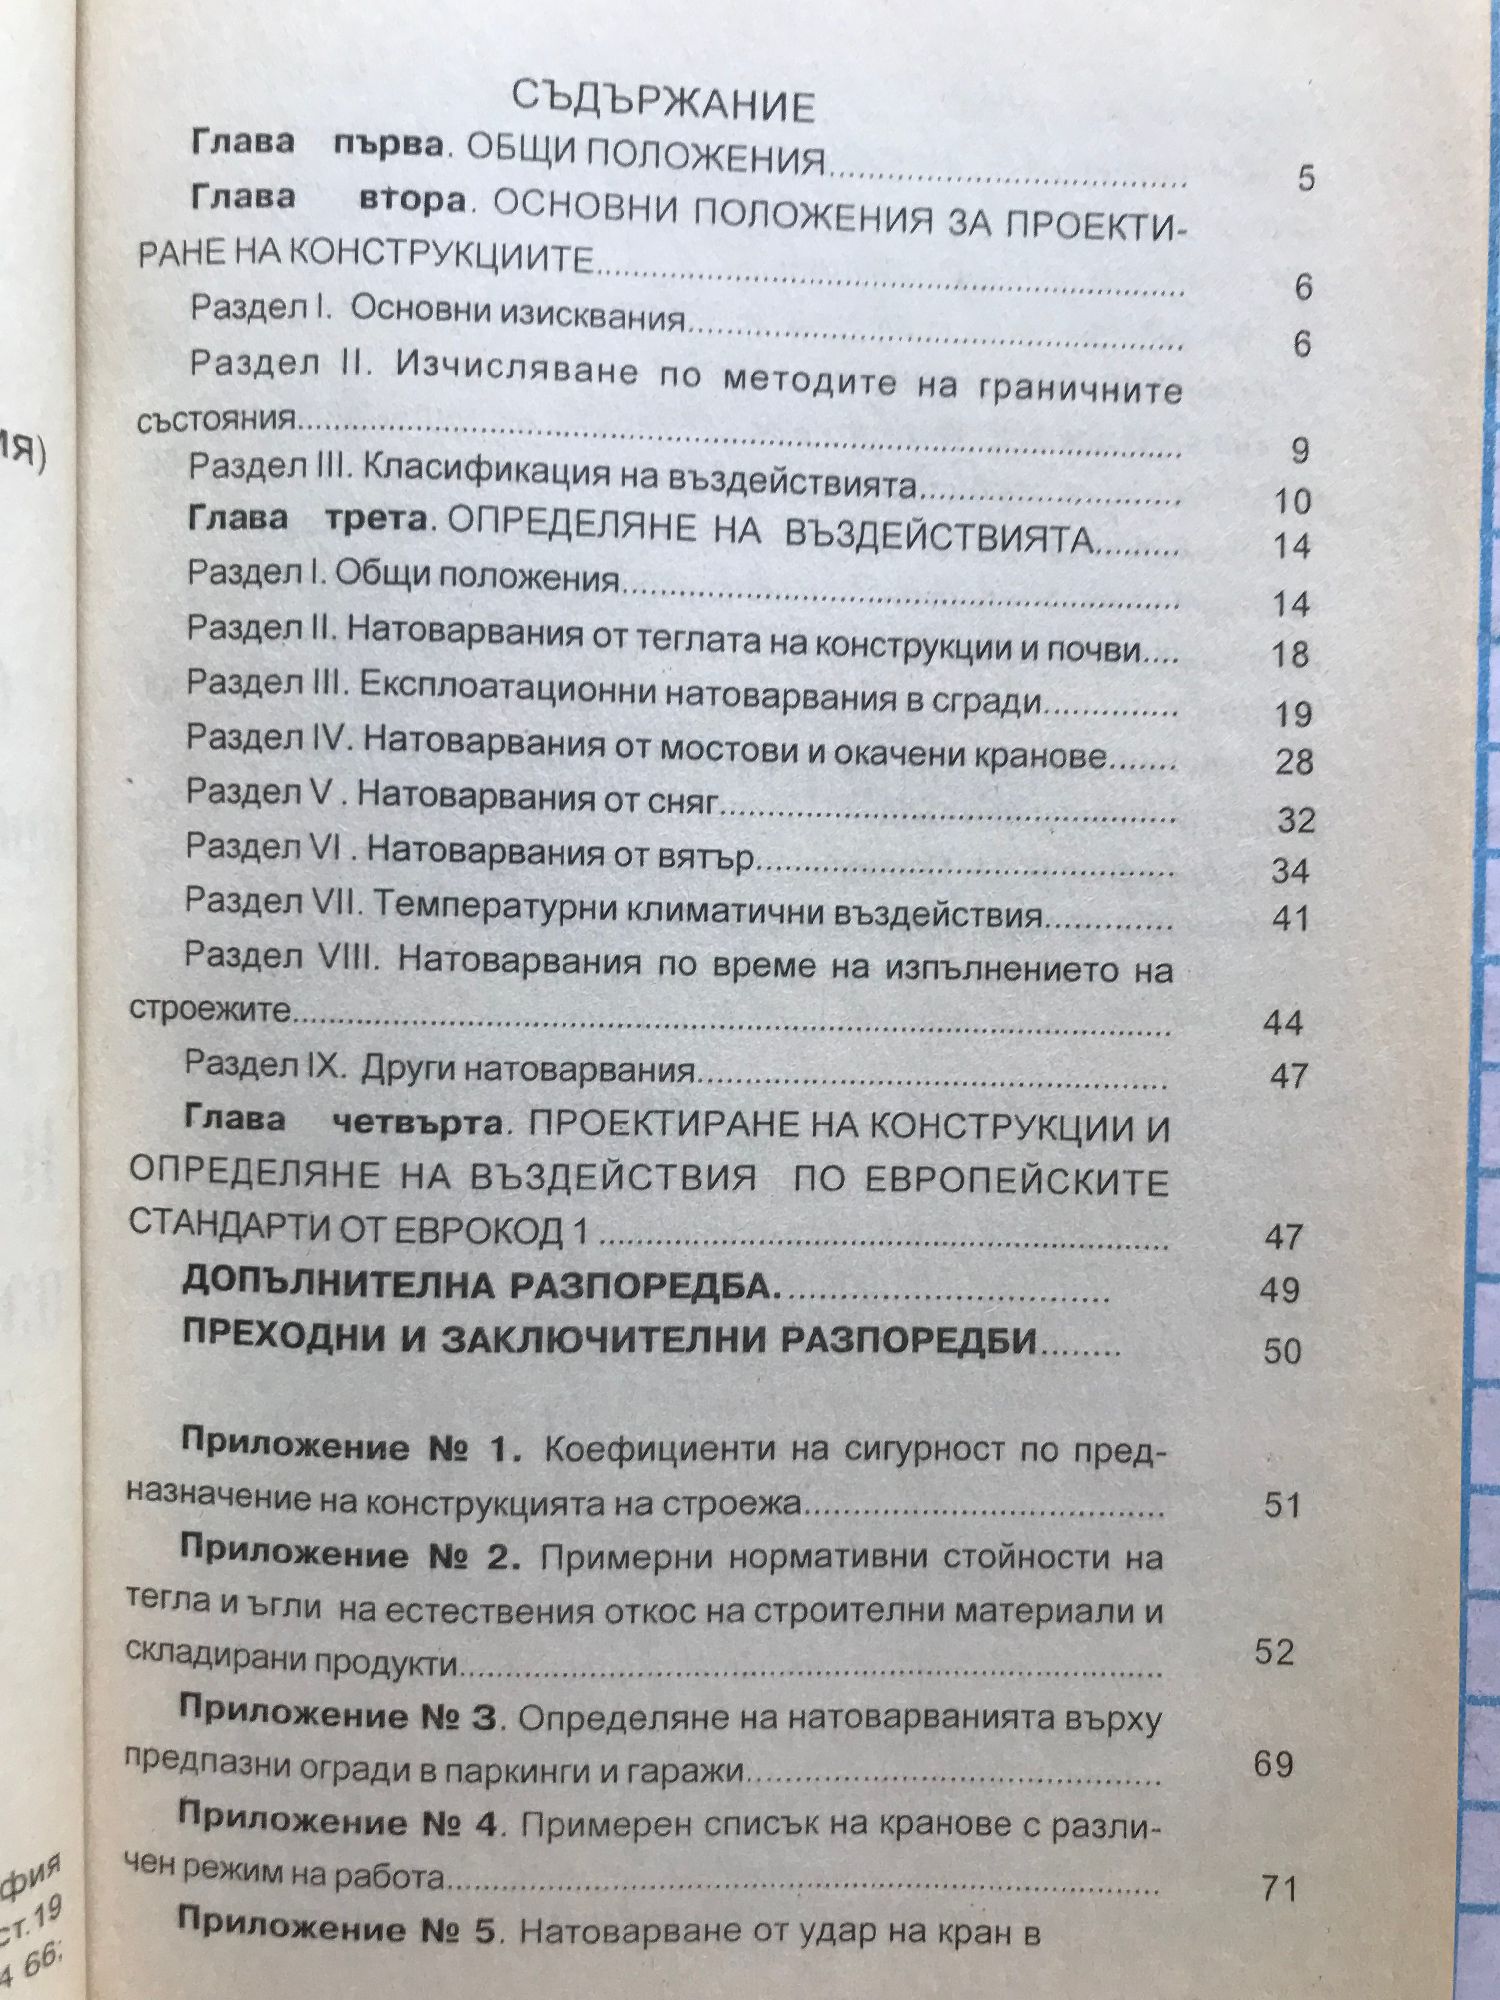 СЪДЪРЖАНИЕ
Глава първа. ОБЩИ ПОЛОЖЕНИЯ.......... 5
Глава втора. ОСНОВНИ ПОЛОЖЕНИЯ ЗА ПРОЕКТИ-
РАНЕ НА КОНСТРУКЦИИТЕ.......... 6
Раздел I. Основни изисквания.......... 6
Раздел II. Изчисляване по методите на граничните
състояния.......... 9
Раздел III. Класификация на въздействията.......... 10
Глава трета. ОПРЕДЕЛЯНЕ НА ВЪЗДЕЙСТВИЯТА.......... 14
Раздел I. Общи положения.......... 14
Раздел II. Натоварвания от теглата на конструкции и почви.... 18
Раздел III. Експлоатационни натоварвания в сгради.......... 19
Раздел IV. Натоварвания от мостови и окачени кранове....... 28
Раздел V . Натоварвания от сняг.......... 32
Раздел VI . Натоварвания от вятър.......... 34
Раздел VII. Температурни климатични въздействия.......... 41
Раздел VIII. Натоварвания по време на изпълнението на
строежите.......... 44
Раздел IX. Други натоварвания.......... 47
Глава четвърта. ПРОЕКТИРАНЕ НА КОНСТРУКЦИИ И
ОПРЕДЕЛЯНЕ НА ВЪЗДЕЙСТВИЯ ПО ЕВРОПЕЙСКИТЕ
СТАНДАРТИ ОТ ЕВРОКОД 1 .......... 47
ДОПЪЛНИТЕЛНА РАЗПОРЕДБА.......... 49
ПРЕХОДНИ И ЗАКЛЮЧИТЕЛНИ РАЗПОРЕДБИ........ 50
Приложение № 1. Коефициенти на сигурност по пред-
назначение на конструкцията на строежа.......... 51
Приложение № 2. Примерни нормативни стойности на
тегла и ъгли на естествения откос на строителни материали и
складирани продукти.......... 52
Приложение № 3. Определяне на натоварванията върху
предпазни огради в паркинги и гаражи.......... 69
Приложение № 4. Примерен списък на кранове с разли-
чен режим на работа.......... 71
Приложение № 5. Натоварване от удар на кран в
ия)
фия
ст.19
4 66;